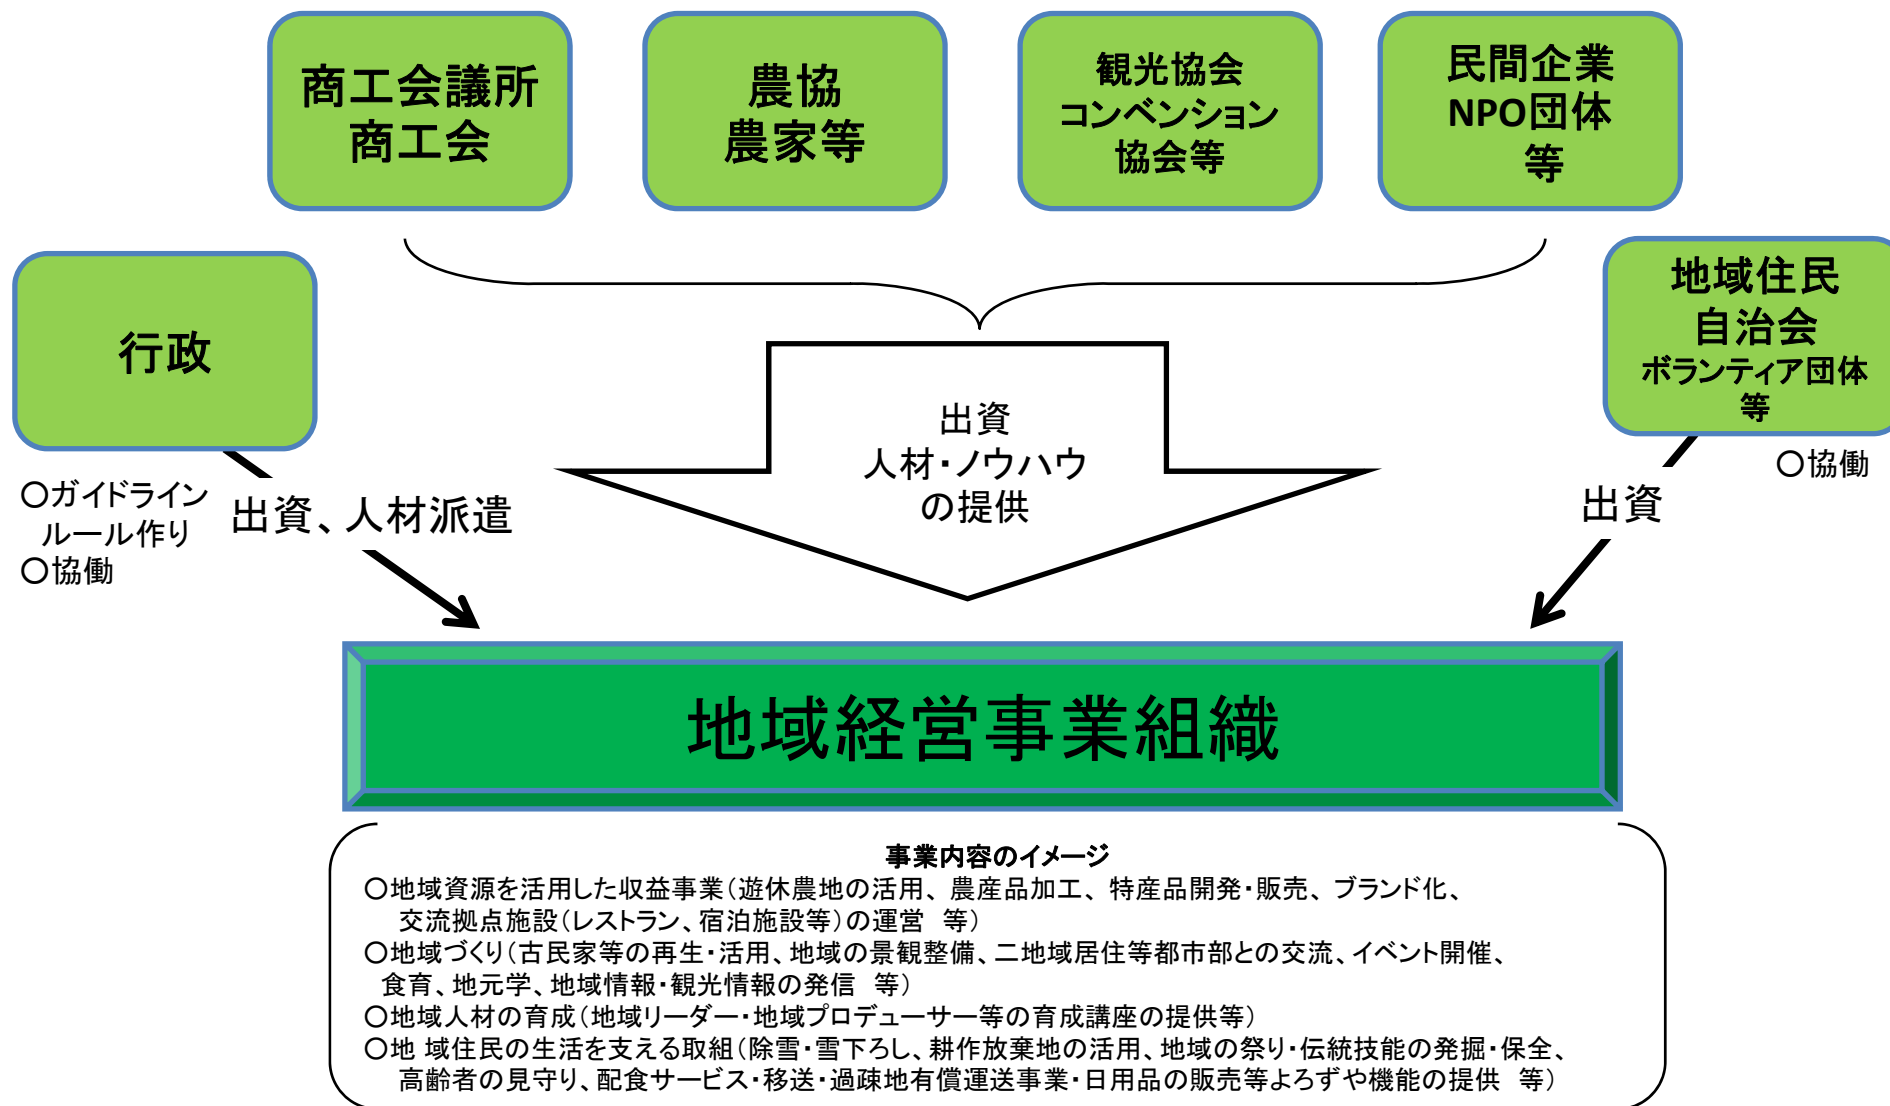 商工会議所
商工会
農協
農家等
観光協会
コンベンション
協会等
民間企業
NPO団体
等
行政
地域住民
自治会
ボランティア団体
等
○ガイドライン
ルール作り
○協働
出資、人材派遣
出資
人材・ノウハウ
の提供
○協働
出資
地域経営事業組織
事業内容のイメージ
○地域資源を活用した収益事業（遊休農地の活用、農産品加工、特産品開発・販売、ブランド化、
交流拠点施設（レストラン、宿泊施設等）の運営 等）
○地域づくり（古民家等の再生・活用、地域の景観整備、二地域居住等都市部との交流、イベント開催、
食育、地元学、地域情報・観光情報の発信 等）
○地域人材の育成（地域リーダー・地域プロデューサー等の育成講座の提供等）
○地 域住民の生活を支える取組（除雪・雪下ろし、耕作放棄地の活用、地域の祭り・伝統技能の発掘・保全、
高齢者の見守り、配食サービス・移送・過疎地有償運送事業・日用品の販売等よろずや機能の提供 等）